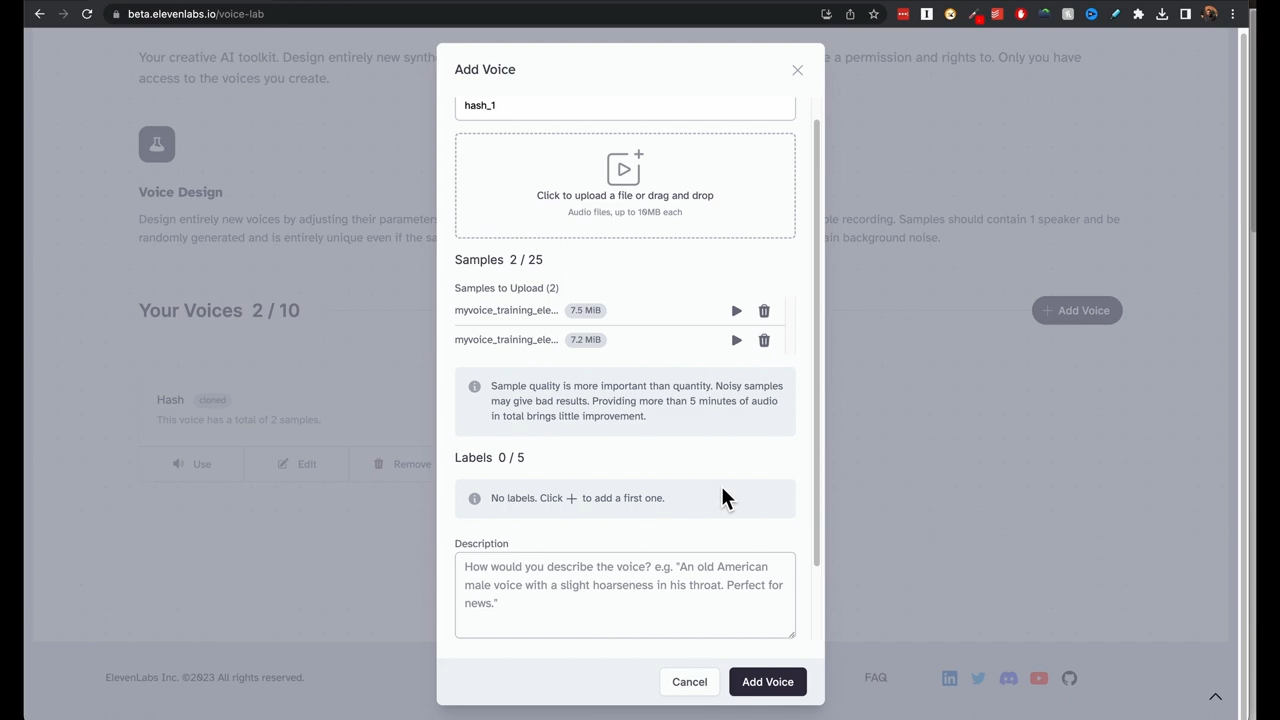 beta.elevenlabs.io/voice-lab
Your creative AI toolkit. Design entirely new synth
e a permission and rights to. Only you have
access to the voices you create.
Voice Design
Design entirely new voices by adjusting their parameters
ple recording. Samples should contain 1 speaker and be
randomly generated and is entirely unique even if the sa
ain background noise.
Your Voices 2 / 10
+ Add Voice
Hash cloned
This voice has a total of 2 samples.
Use
Edit
Remove
Add Voice
hash_1
Click to upload a file or drag and drop
Audio files, up to 10MB each
Samples 2 / 25
Samples to Upload (2)
myvoice_training_ele... 7.5 MiB
myvoice_training_ele... 7.2 MiB
Sample quality is more important than quantity. Noisy samples
may give bad results. Providing more than 5 minutes of audio
in total brings little improvement.
Labels 0 / 5
No labels. Click + to add a first one.
Description
How would you describe the voice? e.g. "An old American
male voice with a slight hoarseness in his throat. Perfect for
news."
Cancel
Add Voice
ElevenLabs Inc. ©2023 All rights reserved.
FAQ